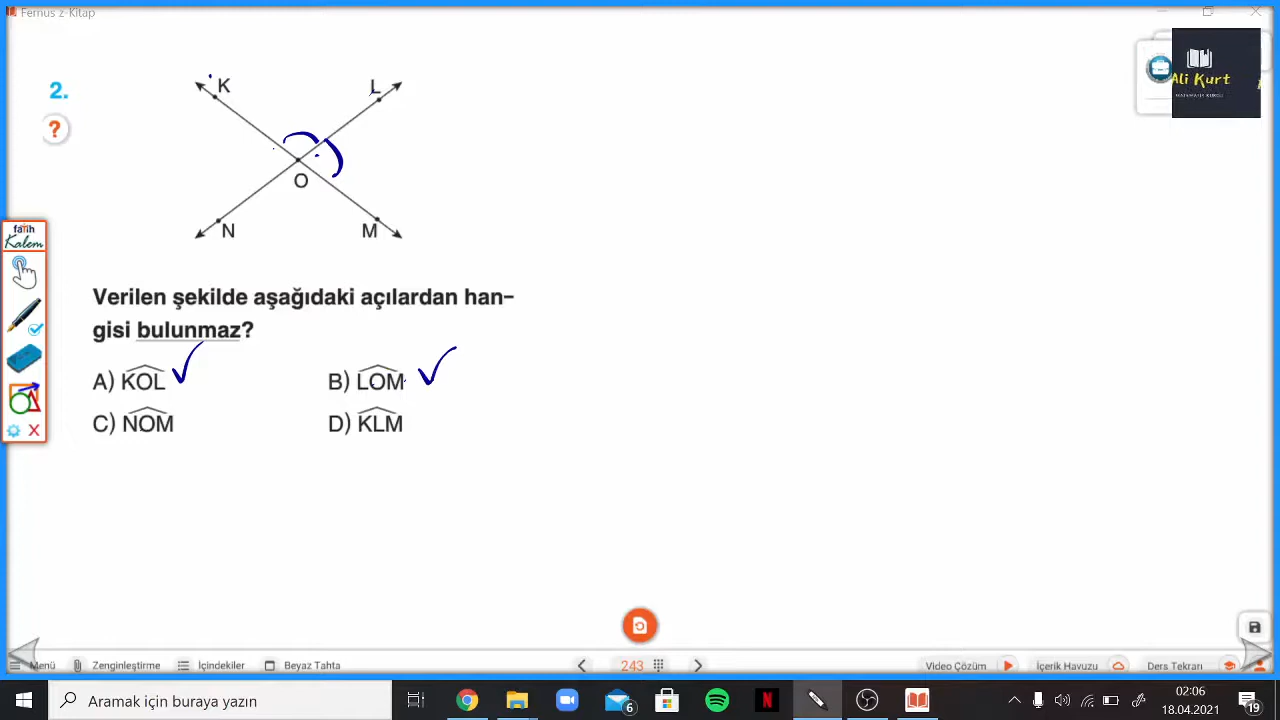 Fernus z-Kitap
Ali Kurt
2.
K
L
?
O
N
M
fatih
Kalem
Verilen şekilde aşağıdaki açılardan han-
gisi bulunmaz?
A) KOL
B) LOM
C) NOM
D) KLM
Menü
Zenginleştirme
İçindekiler
Beyaz Tahta
243
Video Çözüm
İçerik Havuzu
Ders Tekrarı
Aramak için buraya yazın
6
N
02:06
18.04.2021
19